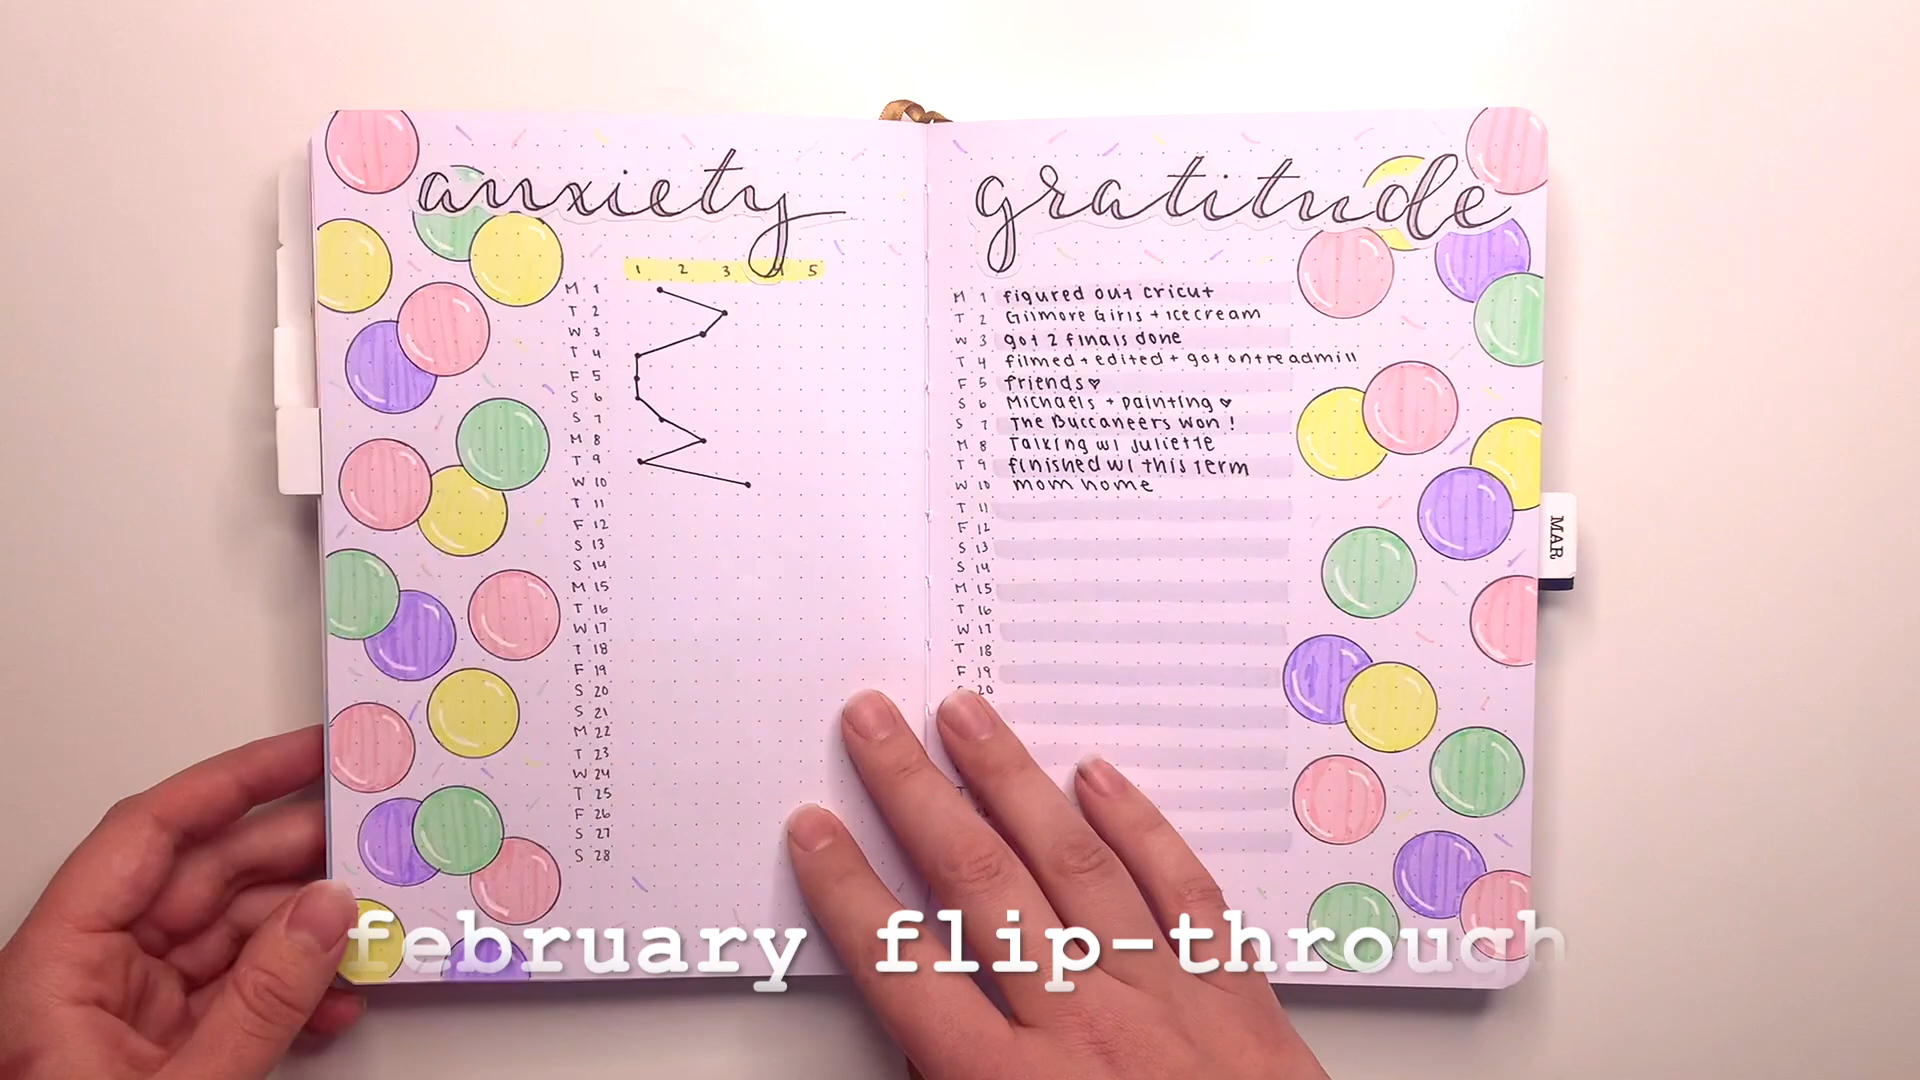 anxiety
1 2 3 4 5
M 1
T 2
W 3
T 4
F 5
S 6
S 7
M 8
T 9
W 10
T 11
F 12
S 13
S 14
M 15
T 16
W 17
T 18
F 19
S 20
S 21
M 22
T 23
W 24
T 25
F 26
S 27
S 28
gratitude
M 1 figured out cricut
T 2 Gilmore Girls + icecream
W 3 got 2 finals done
T 4 filmed + edited + got on treadmill
F 5 friends ♡
S 6 Michaels + painting ♡
S 7 The Buccaneers won !
M 8 Talking w/ Juliette
T 9 finished w/ this term
W 10 mom home
T 11
F 12
S 13
S 14
M 15
T 16
W 17
T 18
F 19
S 20
MAR
february flip-through